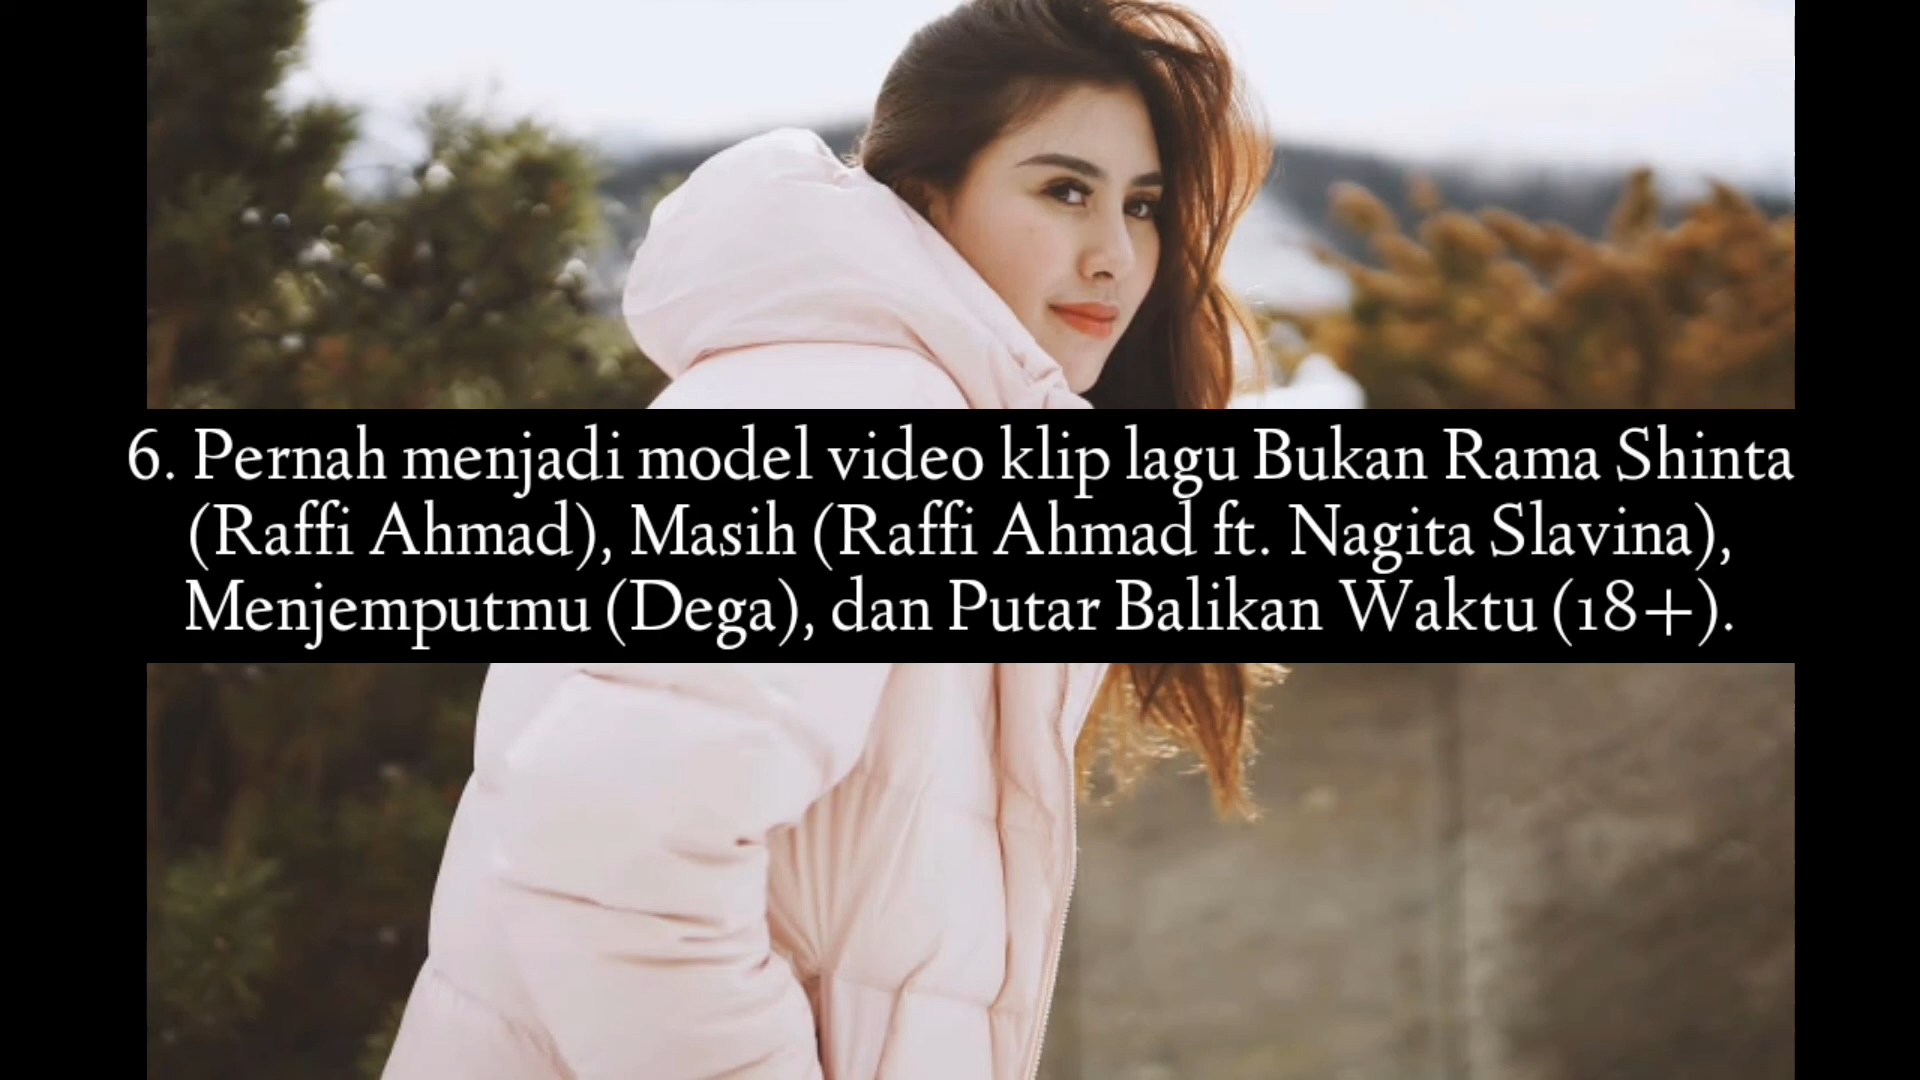 6. Pernah menjadi model video klip lagu Bukan Rama Shinta
(Raffi Ahmad), Masih (Raffi Ahmad ft. Nagita Slavina),
Menjemputmu (Dega), dan Putar Balikan Waktu (18+).